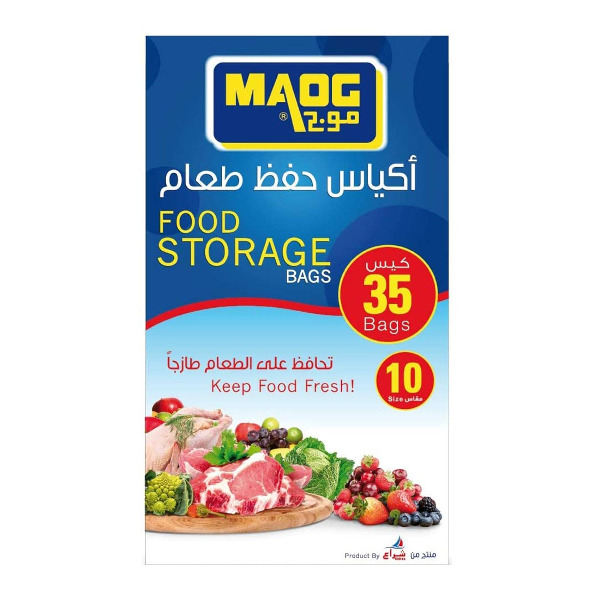 MAOG
موج ®
أكياس حفظ طعام
FOOD
STORAGE
BAGS
كيس
35
Bags
تحافظ على الطعام طازجاً
Keep Food Fresh!
10
Size مقاس
Product By شراع منتج من